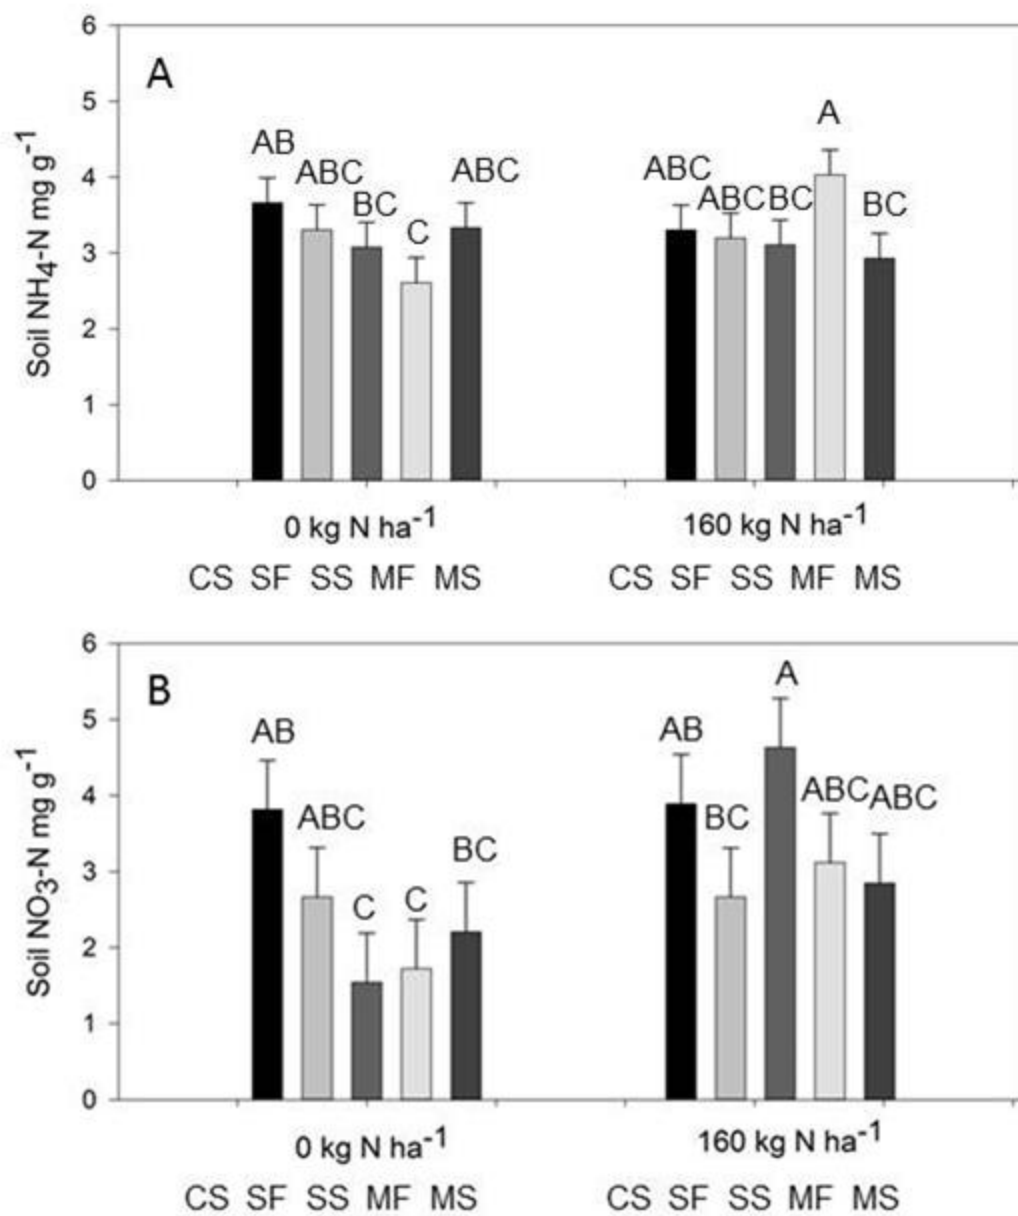 6
A
5
A
AB
ABC
ABC
ABC
4
BC
ABC BC
BC
C
3
2
1
0
Soil NH4-N mg g-1
0 kg N ha-1
160 kg N ha-1
CS SF SS MF MS
CS SF SS MF MS
6
B
A
5
AB
AB
4
ABC
BC
ABC
ABC
BC
3
C
C
2
1
0
Soil NO3-N mg g-1
0 kg N ha-1
160 kg N ha-1
CS SF SS MF MS
CS SF SS MF MS